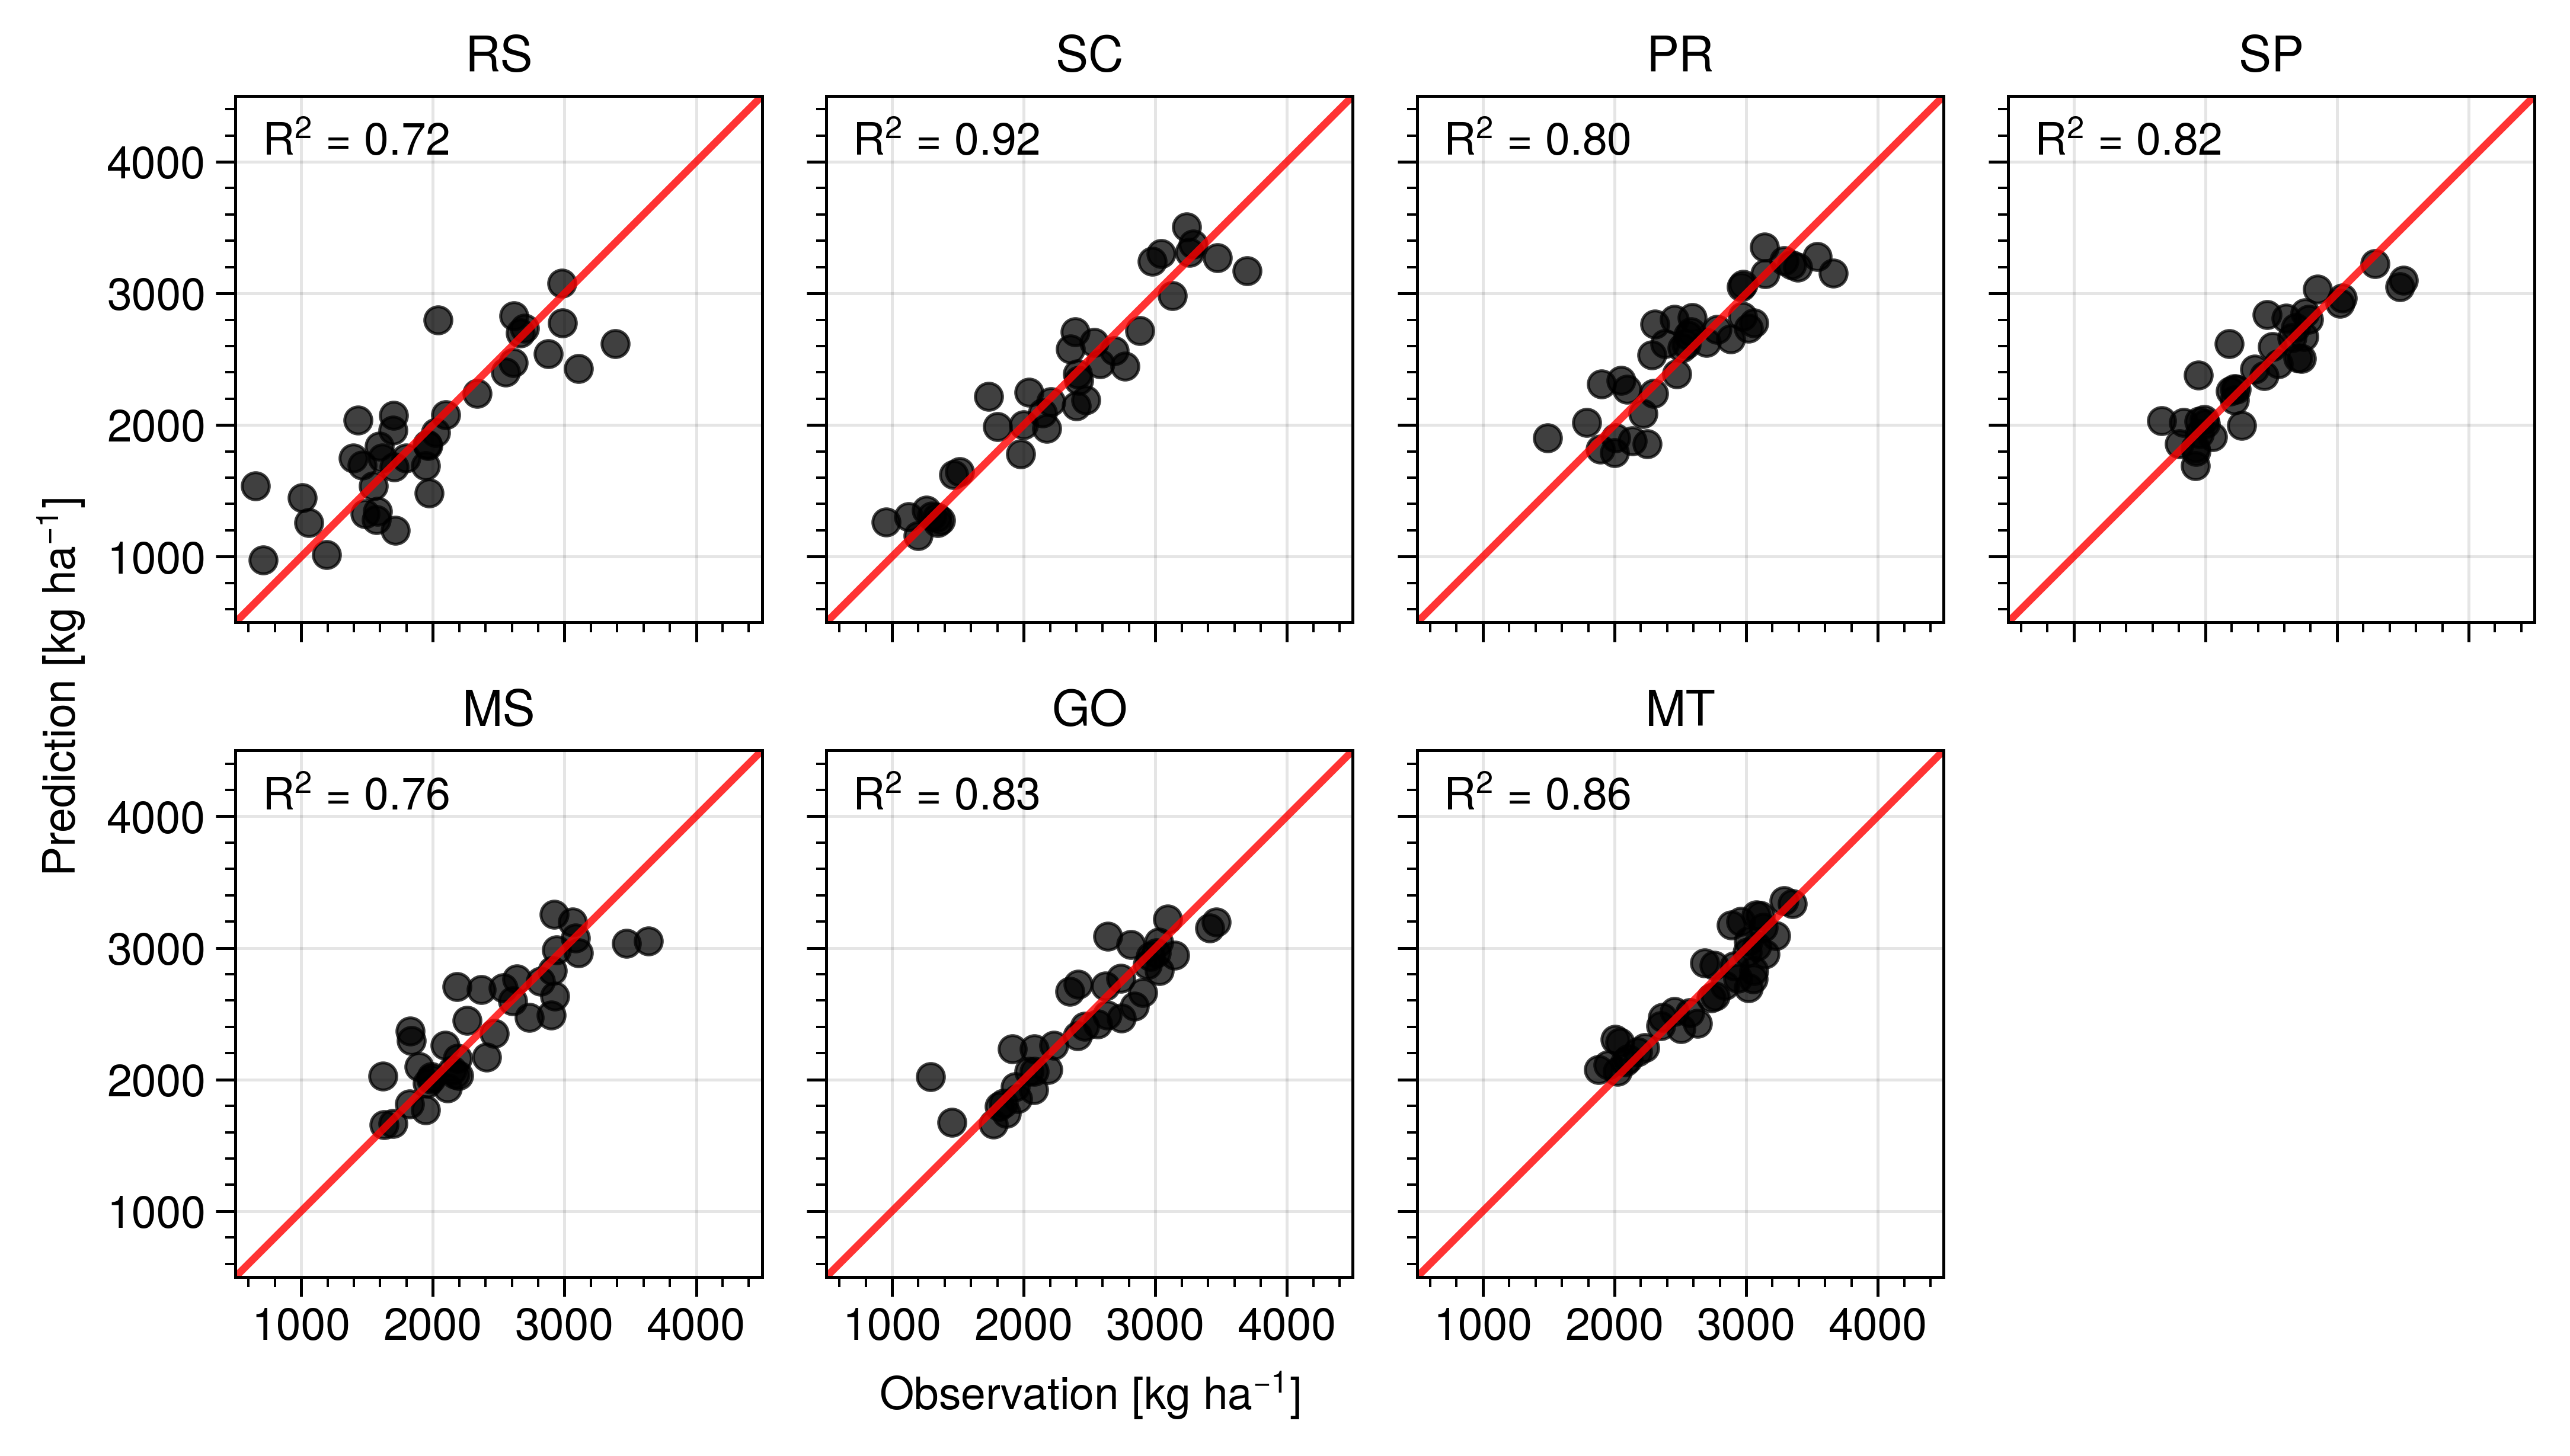 RS SC PR SP
R² = 0.72 R² = 0.92 R² = 0.80 R² = 0.82
4000
3000
2000
1000
Prediction [kg ha⁻¹]
MS GO MT
R² = 0.76 R² = 0.83 R² = 0.86
4000
3000
2000
1000
1000 2000 3000 4000 1000 2000 3000 4000 1000 2000 3000 4000
Observation [kg ha⁻¹]